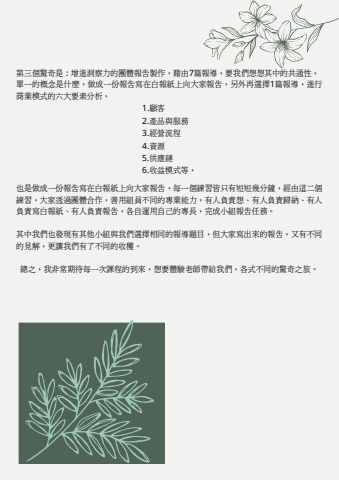 第三個驚奇是：增進洞察力的團體報告製作，藉由7篇報導，要我們想想其中的共通性，
單一的概念是什麼，做成一份報告寫在白報紙上向大家報告，另外再選擇1篇報導，進行
商業模式的六大要素分析，
1.顧客
2.產品與服務
3.經營流程
4.資源
5.供應鏈
6.收益模式等，
也是做成一份報告寫在白報紙上向大家報告，每一個練習皆只有短短幾分鐘，經由這二個
練習，大家透過團體合作，善用組員不同的專業能力，有人負責想、有人負責歸納、有人
負責寫白報紙、有人負責報告，各自運用自己的專長，完成小組報告任務。
其中我們也發現有其他小組與我們選擇相同的報導題目，但大家寫出來的報告，又有不同
的見解，更讓我們有了不同的收穫。
總之，我非常期待每一次課程的到來，想要體驗老師帶給我們，各式不同的驚奇之旅。